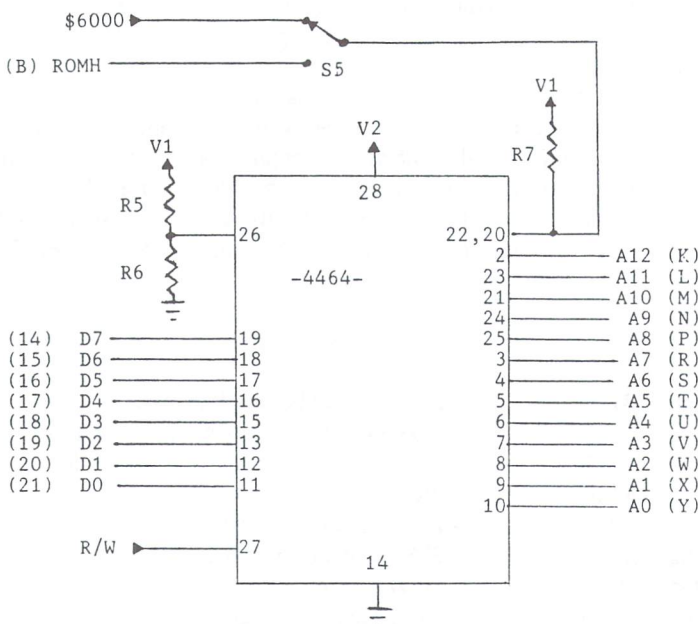 $6000
(B) ROMH
S5
V1
V2
V1
R7
R5
R6
28
26
22,20
-4464-
2 A12 (K)
23 A11 (L)
21 A10 (M)
24 A9 (N)
25 A8 (P)
3 A7 (R)
4 A6 (S)
5 A5 (T)
6 A4 (U)
7 A3 (V)
8 A2 (W)
9 A1 (X)
10 A0 (Y)
(14) D7 19
(15) D6 18
(16) D5 17
(17) D4 16
(18) D3 15
(19) D2 13
(20) D1 12
(21) D0 11
R/W 27
14